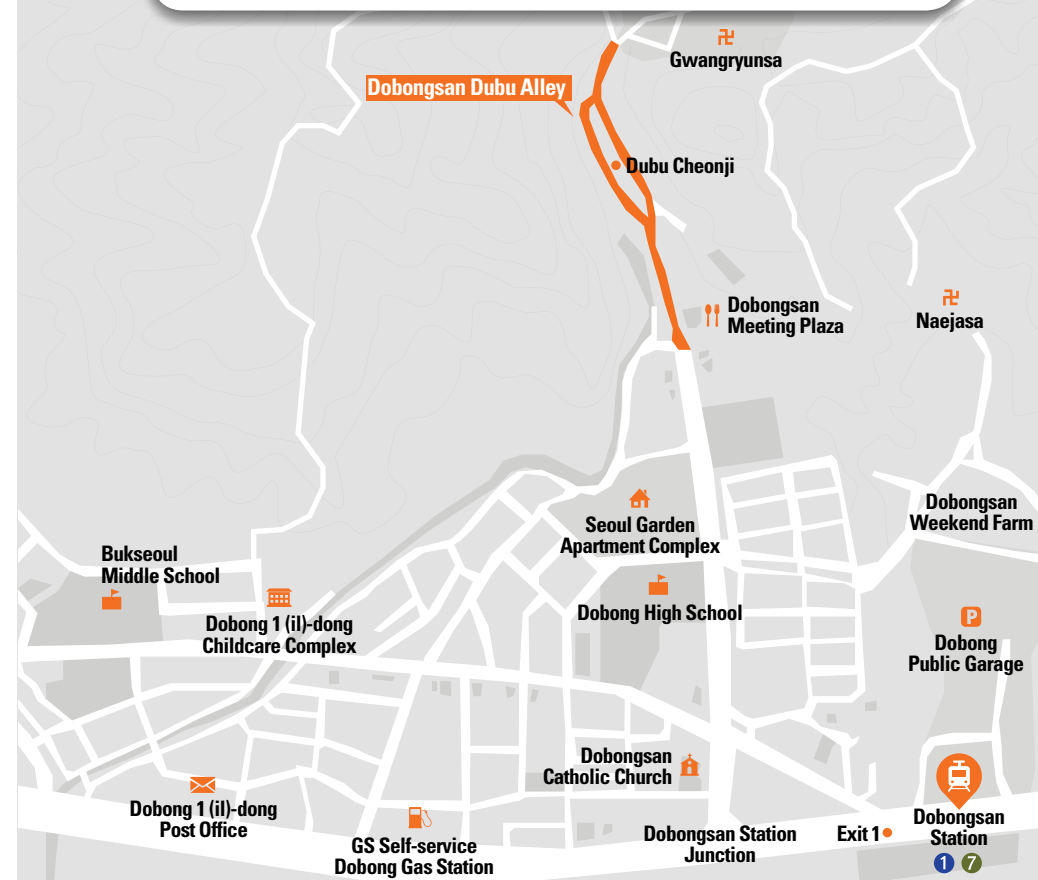 Gwangryunsa
Dobongsan Dubu Alley
Dubu Cheonji
Dobongsan
Meeting Plaza
Naejasa
Dobongsan
Weekend Farm
Seoul Garden
Apartment Complex
Bukseoul
Middle School
Dobong High School
Dobong 1 (il)-dong
Childcare Complex
P
Dobong
Public Garage
Dobongsan
Catholic Church
Dobong 1 (il)-dong
Post Office
GS Self-service
Dobong Gas Station
Dobongsan Station
Junction
Exit 1
Dobongsan
Station
1 7